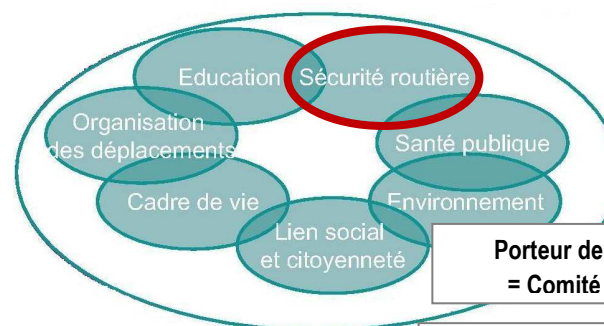 Education
Sécurité routière
Organisation
des déplacements
Santé publique
Cadre de vie
Environnement
Lien social
et citoyenneté
Porteur de
= Comité